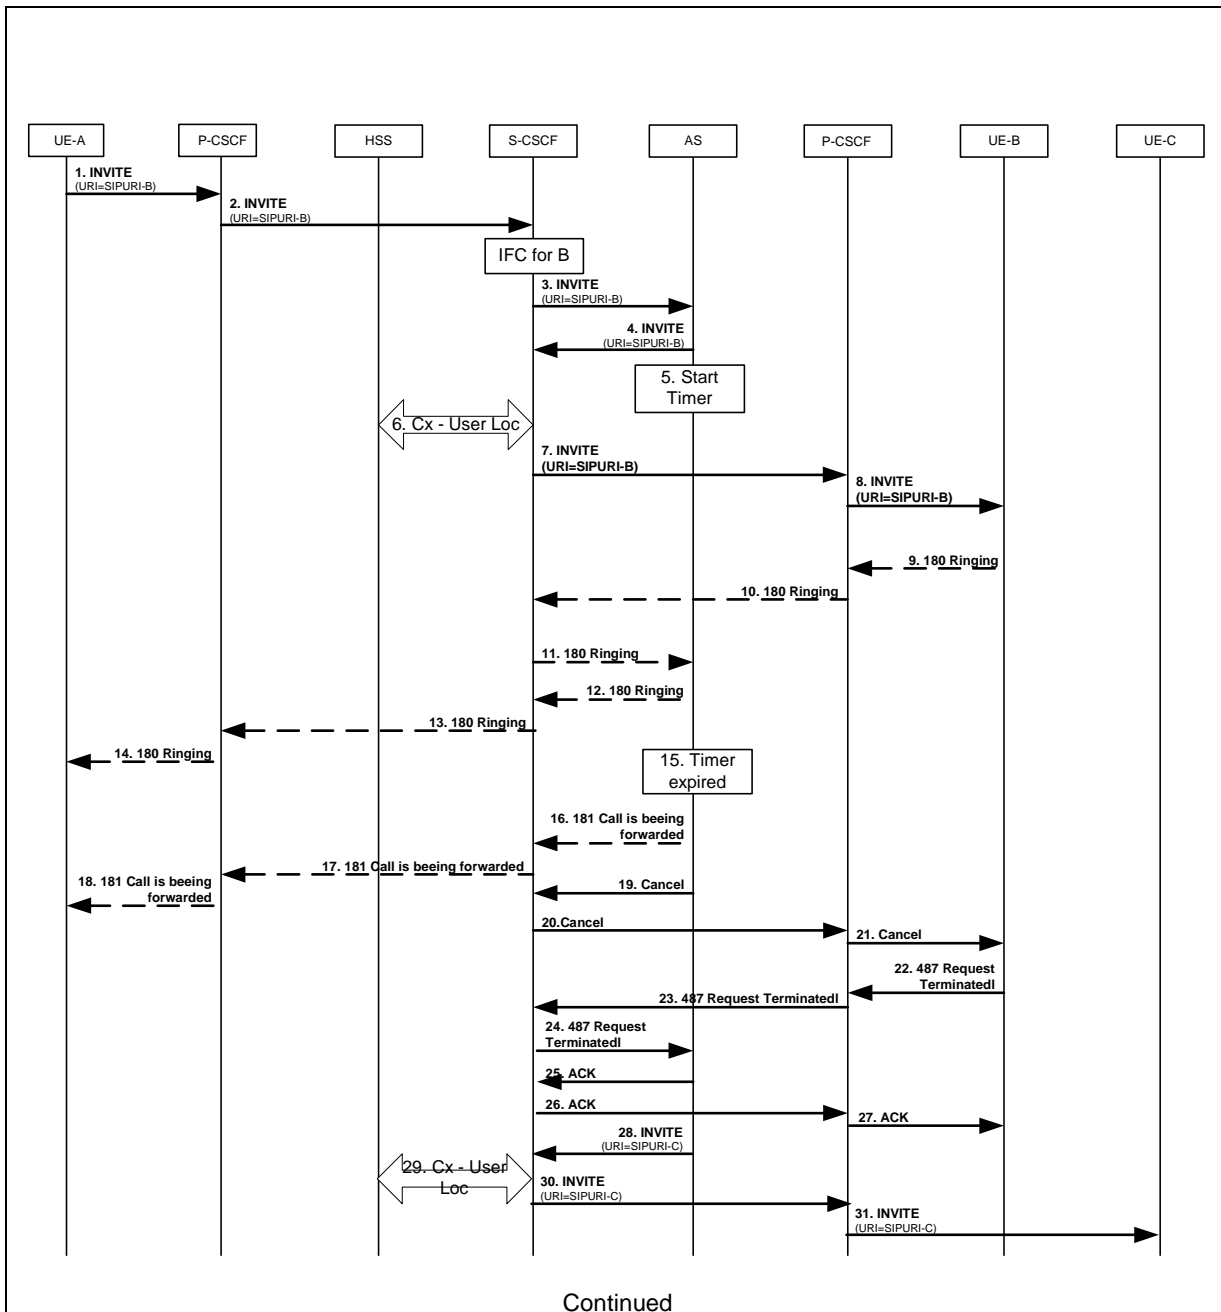 UE-A
P-CSCF
HSS
S-CSCF
AS
P-CSCF
UE-B
UE-C
1. INVITE
(URI=SIPURI-B)
2. INVITE
(URI=SIPURI-B)
IFC for B
3. INVITE
(URI=SIPURI-B)
4. INVITE
(URI=SIPURI-B)
5. Start
Timer
6. Cx - User Loc
7. INVITE
(URI=SIPURI-B)
8. INVITE
(URI=SIPURI-B)
9. 180 Ringing
10. 180 Ringing
11. 180 Ringing
12. 180 Ringing
13. 180 Ringing
14. 180 Ringing
15. Timer
expired
16. 181 Call is beeing
forwarded
17. 181 Call is beeing forwarded
18. 181 Call is beeing
forwarded
19. Cancel
20.Cancel
21. Cancel
22. 487 Request
Terminatedl
23. 487 Request Terminatedl
24. 487 Request
Terminatedl
25. ACK
26. ACK
27. ACK
28. INVITE
(URI=SIPURI-C)
29. Cx - User
Loc
30. INVITE
(URI=SIPURI-C)
31. INVITE
(URI=SIPURI-C)
Continued